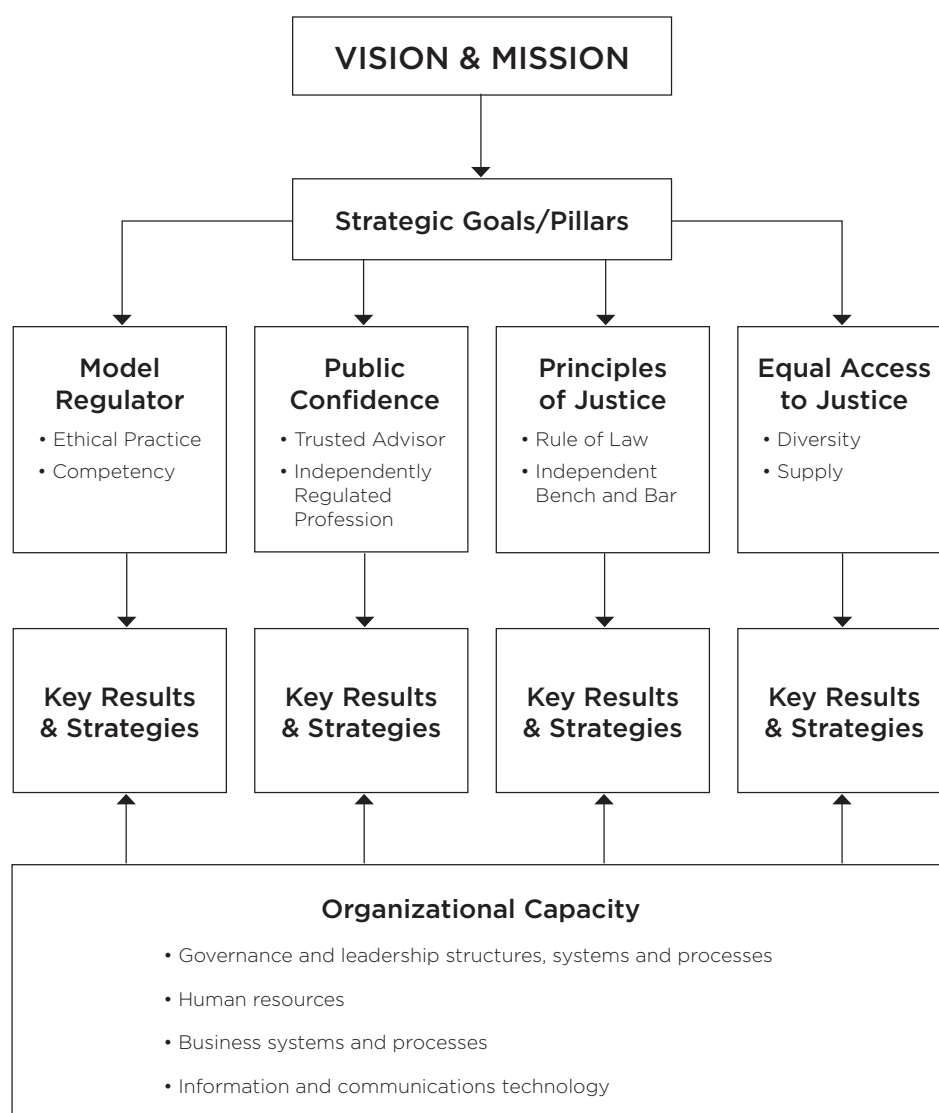 VISION & MISSION
Strategic Goals/Pillars
Model
Regulator
• Ethical Practice
• Competency
Public
Confidence
• Trusted Advisor
• Independently
Regulated
Profession
Principles
of Justice
• Rule of Law
• Independent
Bench and Bar
Equal Access
to Justice
• Diversity
• Supply
Key Results
& Strategies
Key Results
& Strategies
Key Results
& Strategies
Key Results
& Strategies
Organizational Capacity
• Governance and leadership structures, systems and processes
• Human resources
• Business systems and processes
• Information and communications technology